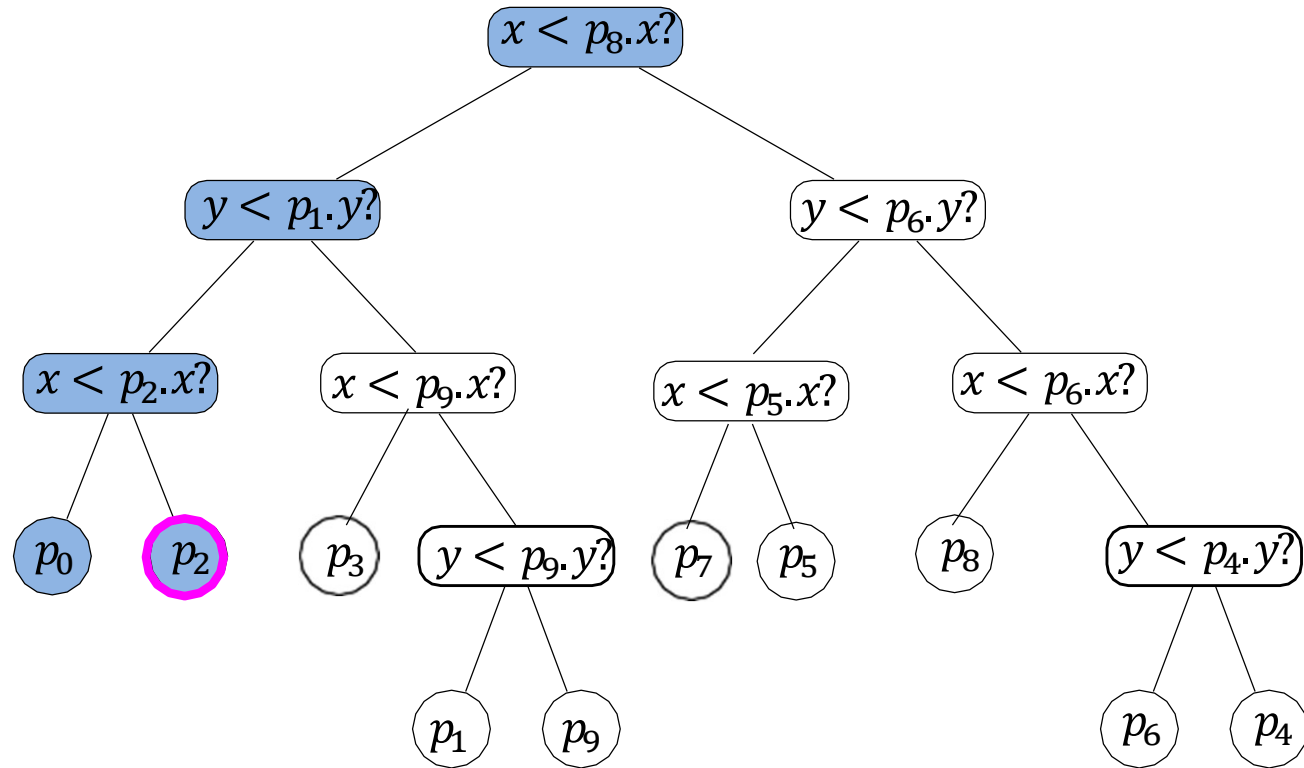 x < p₈.x?
y < p₁.y?
y < p₆.y?
x < p₂.x?
x < p₉.x?
x < p₅.x?
x < p₆.x?
p₀
p₂
p₃
y < p₉.y?
p₇
p₅
p₈
y < p₄.y?
p₁
p₉
p₆
p₄